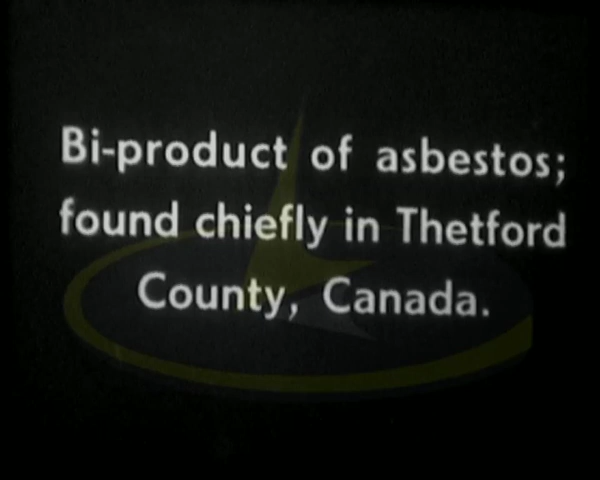 Bi-product of asbestos;
found chiefly in Thetford
County, Canada.